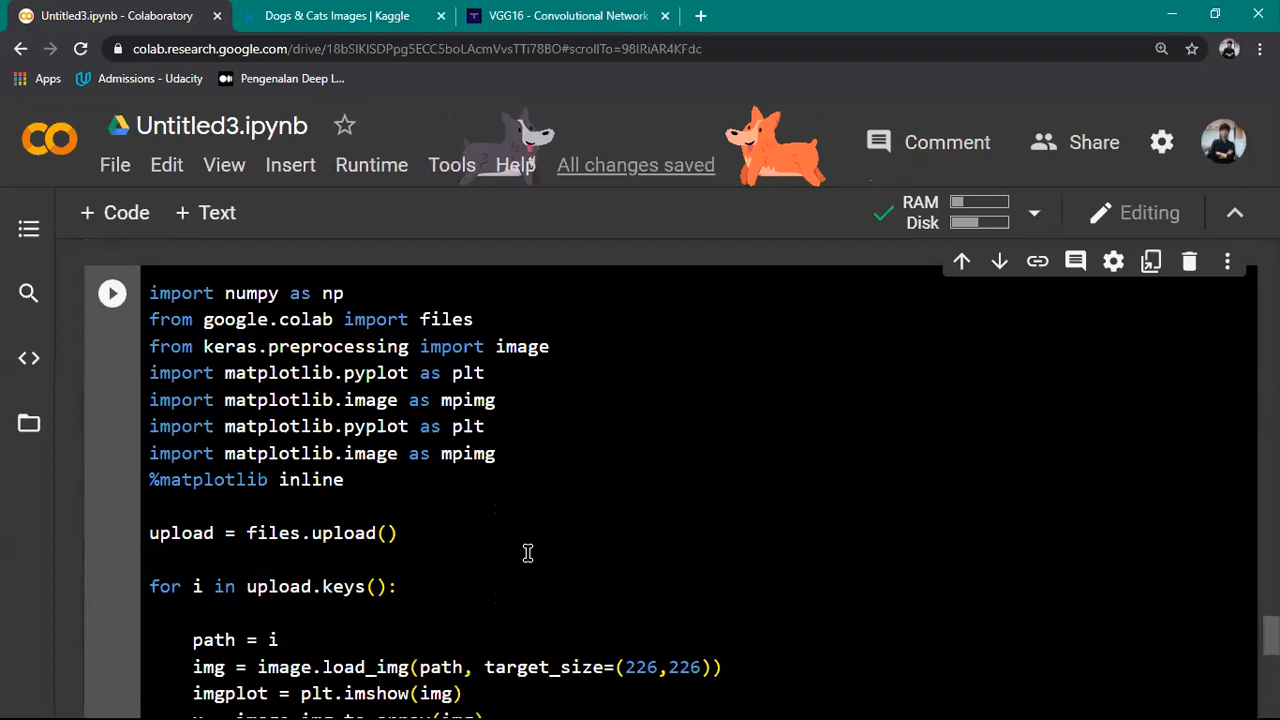 Untitled3.ipynb - Colaboratory
Dogs & Cats Images | Kaggle
VGG16 - Convolutional Network
colab.research.google.com/drive/18bSlKlSDPpg5ECC5boLAcmVvsTTi78BO#scrollTo=98IRiAR4KFdc
Apps
Admissions - Udacity
Pengenalan Deep L...
Untitled3.ipynb
Comment
Share
File Edit View Insert Runtime Tools Help All changes saved
+ Code + Text
RAM
Disk
Editing
import numpy as np
from google.colab import files
from keras.preprocessing import image
import matplotlib.pyplot as plt
import matplotlib.image as mpimg
import matplotlib.pyplot as plt
import matplotlib.image as mpimg
%matplotlib inline
upload = files.upload()
for i in upload.keys():
path = i
img = image.load_img(path, target_size=(226,226))
imgplot = plt.imshow(img)